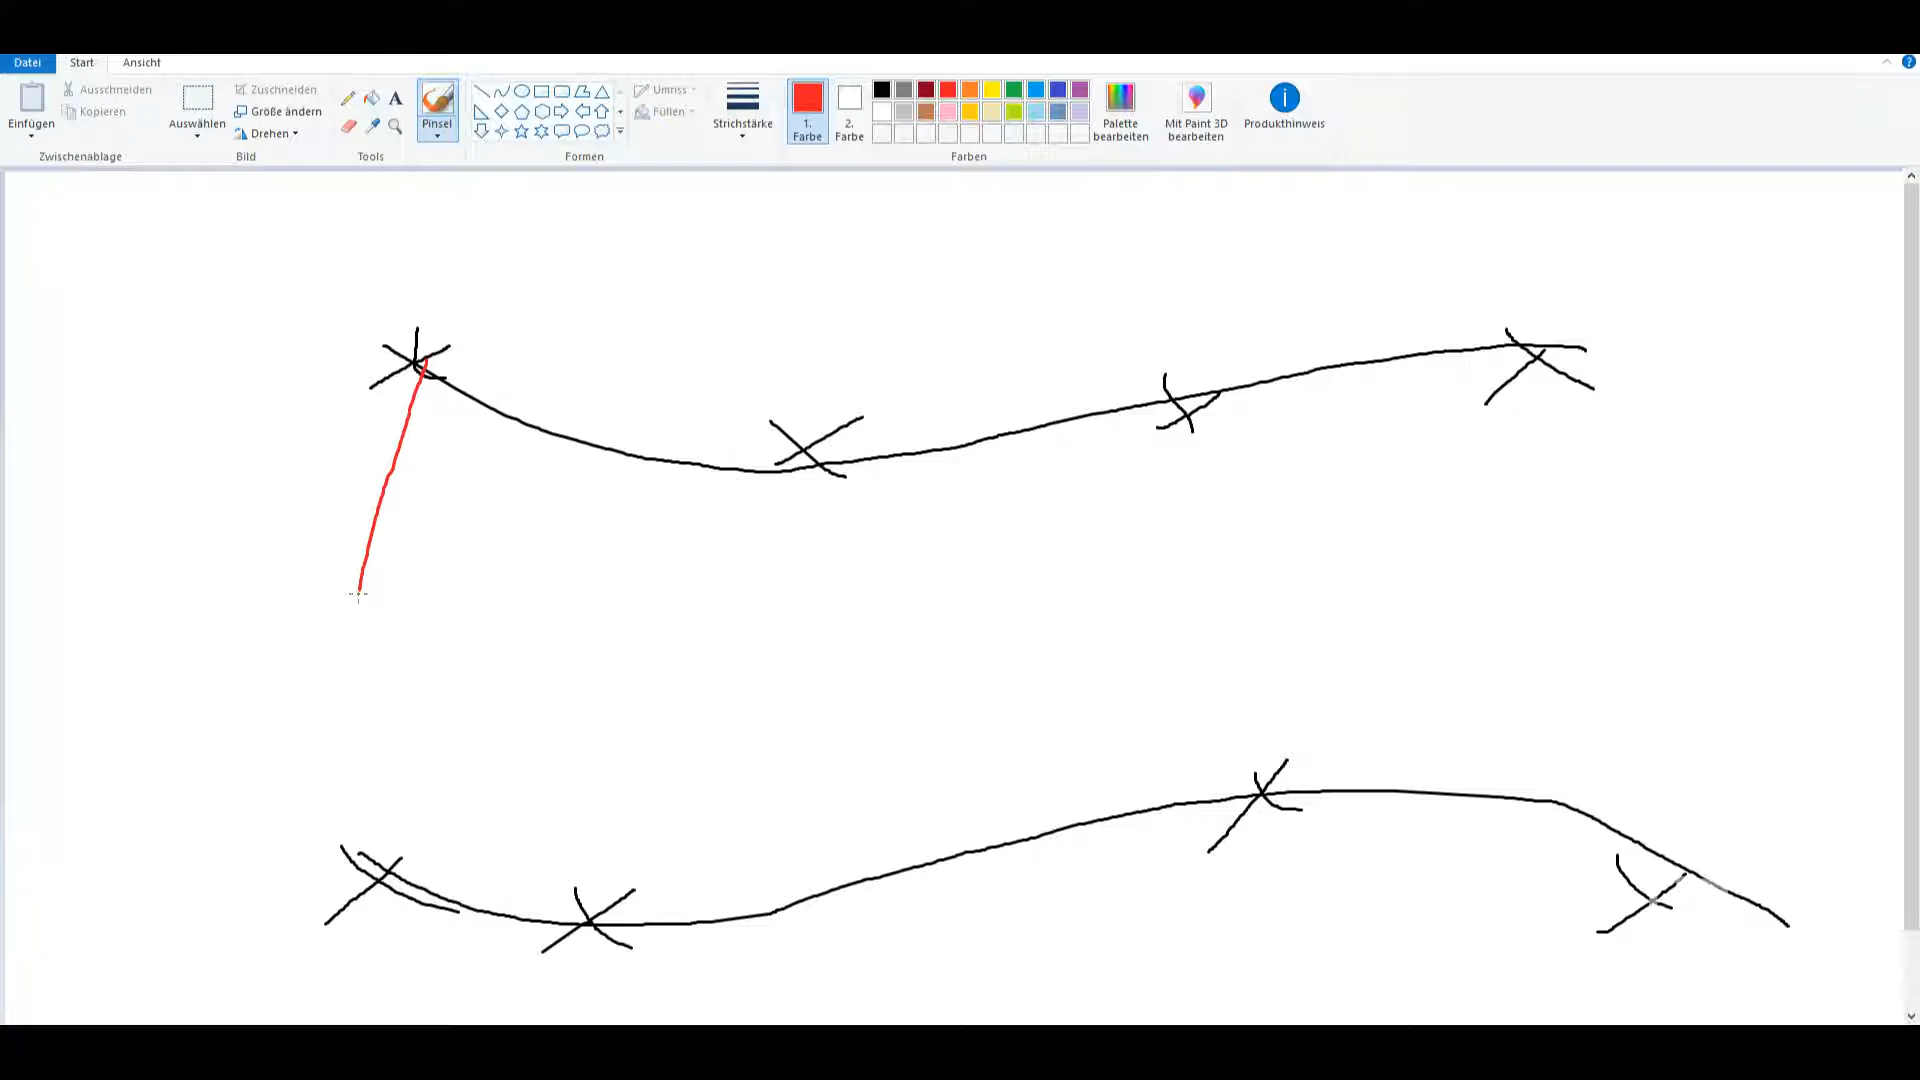 Datei Start Ansicht
Einfügen
Ausschneiden
Kopieren
Zwischenablage
Auswählen
Zuschneiden
Größe ändern
Drehen
Bild
A
Tools
Pinsel
Umriss
Füllen
Formen
Strichstärke
1.
Farbe
2.
Farbe
Farben
Palette
bearbeiten
Mit Paint 3D
bearbeiten
i
Produkthinweis
?